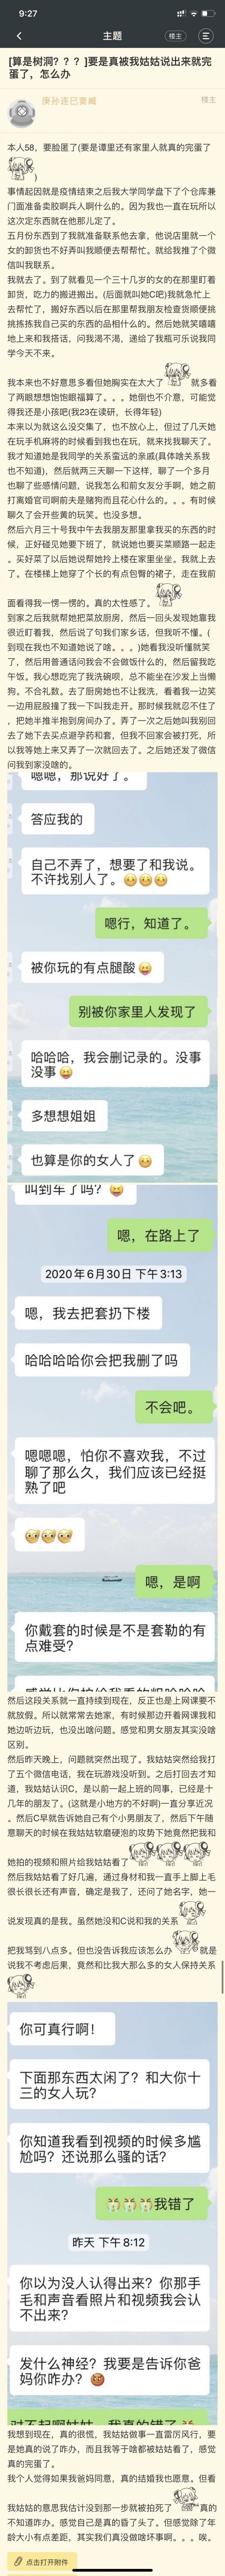 9:27
主题
楼主
[算是树洞？？？]要是真被我姑姑说出来就完
蛋了，怎么办
庚孙连已要臧
楼主
本人58，要脸匿了(要是谭里还有家里人就真的完蛋了
)
事情起因就是疫情结束之后我大学同学盘下了个仓库兼
门面准备卖胶啊兵人啊什么的。因为我也一直在玩所以
这次定东西就在他那儿定了。
五月份东西到了我就准备联系他去拿，他说店里就一个
女的卸货也不好弄叫我顺便去帮帮忙。就给我推了个微
信叫我联系。
我就去了。到了就看见一个三十几岁的女的在那里盯着
卸货，吃力的搬进搬出。(后面就叫她C吧)我就急忙上
去帮忙了，搬好东西以后在那里帮我朋友检查货顺便挑
挑拣拣我自己买的东西的品相什么的。然后她就笑嘻嘻
地上来和我搭话，问我渴不渴，递给了我瓶可乐说我同
学今天不来。
我本来也不好意思多看但她胸实在太大了
就多看
了两眼想想饱饱眼福算了。。。她倒也不介意，可能觉
得我还是小孩吧(我23在读研，长得年轻)
本来以为就这么没交集了，也不放心上，但过了几天她
在玩手机麻将的时候看到我也在玩，就来找我聊天了。
我才知道她是我同学的关系蛮远的亲戚(具体啥关系我
也不知道)，然后就两三天聊一下这样，聊了一个多月
也聊了些感情问题，说我怎么和前女友分手啊，她之前
打离婚官司啊前夫是赌狗而且花心什么的。。。有时候
聊久了会开些黄的玩笑。也没多想。
然后六月三十号我中午去我朋友那里拿我买的东西的时
候，正好碰见她要下班了，就说她也要买菜顺路一起走
。买好菜了以后她说帮她拎上楼在家里坐坐。我就上去
了。在楼梯上她穿了个长的有点包臀的裙子，走在我前
面看得我一愣一愣的。真的太性感了。
到家之后我就帮她把菜放厨房，然后一回头发现她靠我
很近盯着我，然后说了句我们家乡话，但我听不懂。(
到现在我也不知道她说了啥。。。)她看我没听懂就笑
了，然后用普通话问我会不会做饭什么的，然后留我吃
午饭。我心想吃完了我洗碗呗，总不能坐在沙发上当懒
狗。不合礼数。去了厨房她也不让我洗，看着我一边笑
一边用屁股撞了我一下叫我走开。那时候我就忍不住了
，把她半推半抱到房间办了。弄了一次之后她叫我别回
去了她下去买点避孕药和套，但我不回家会被打死，所
以我等她上来又弄了一次就回去了。之后她还发了微信
问我到家没啥的。
嗯嗯，那说好了。
答应我的
自己不弄了，想要了和我说。
不许找别人了。😊😊😊
嗯行，知道了。
被你玩的有点腿酸😝
别被你家里人发现了
哈哈哈，我会删记录的。没事
没事😝
多想想姐姐
也算是你的女人了😊
叫到车了吗？😝
嗯，在路上了
2020年6月30日 下午3:13
嗯，我去把套扔下楼
哈哈哈哈你会把我删了吗
不会吧。
嗯嗯嗯，怕你不喜欢我，不过
聊了那么久，我们应该已经挺
熟了吧
嗯，是啊
你戴套的时候是不是套勒的有
点难受？
然后这段关系就一直持续到现在，反正也是上网课要不
就放假。所以就常常去她家，有时候那边开着网课我和
她边听边玩，也没出啥问题。感觉和男女朋友其实没啥
区别。
然后昨天晚上，问题就突然出现了。我姑姑突然给我打
了五个微信电话，我在玩游戏没听到。之后打回去才知
道，我姑姑认识C，是以前一起上班的同事，已经是十
几年的朋友了。(这就是小地方的不好啊)一直分享近况
。然后C早就告诉她自己有个小男朋友了，然后下午随
意聊天的时候在我姑姑软磨硬泡的攻势下她竟然把我和
她拍的视频和照片给我姑姑看了
然后我姑姑看了好几遍，通过身材和我一直手上脚上毛
很长很长还有声音，确定是我了，还问了她名字，她一
说发现真的是我。虽然她没和C说和我的关系
把我骂到八点多。但也没告诉我应该怎么办
就是
说我不考虑后果，竟然和比我大那么多的女人保持关系
你可真行啊！
下面那东西太闲了？和大你十
三的女人玩？
你知道我看到视频的时候多尴
尬吗？还说那么骚的话？
😭😭😭我错了
昨天 下午8:12
你以为没人认得出来？你那手
毛和声音看照片和视频我会认
不出来？
发什么神经？我要是告诉你爸
妈你咋办？😡
对不起啊姑姑，我真的错了
我想到现在，真的很慌，我姑姑做事一直雷厉风行，要
是她真的说了咋办，而且我等于啥都被姑姑看了，感觉
真的完蛋了。
我个人觉得如果我爸妈同意，真的结婚我也愿意。但看
我姑姑的意思我估计没到那一步就被拍死了
真的
不知道咋办。感觉自己是真的昏了头了。但感觉除了年
龄大小有点差距，其实我们真没做啥坏事啊。。。唉。
点击打开附件